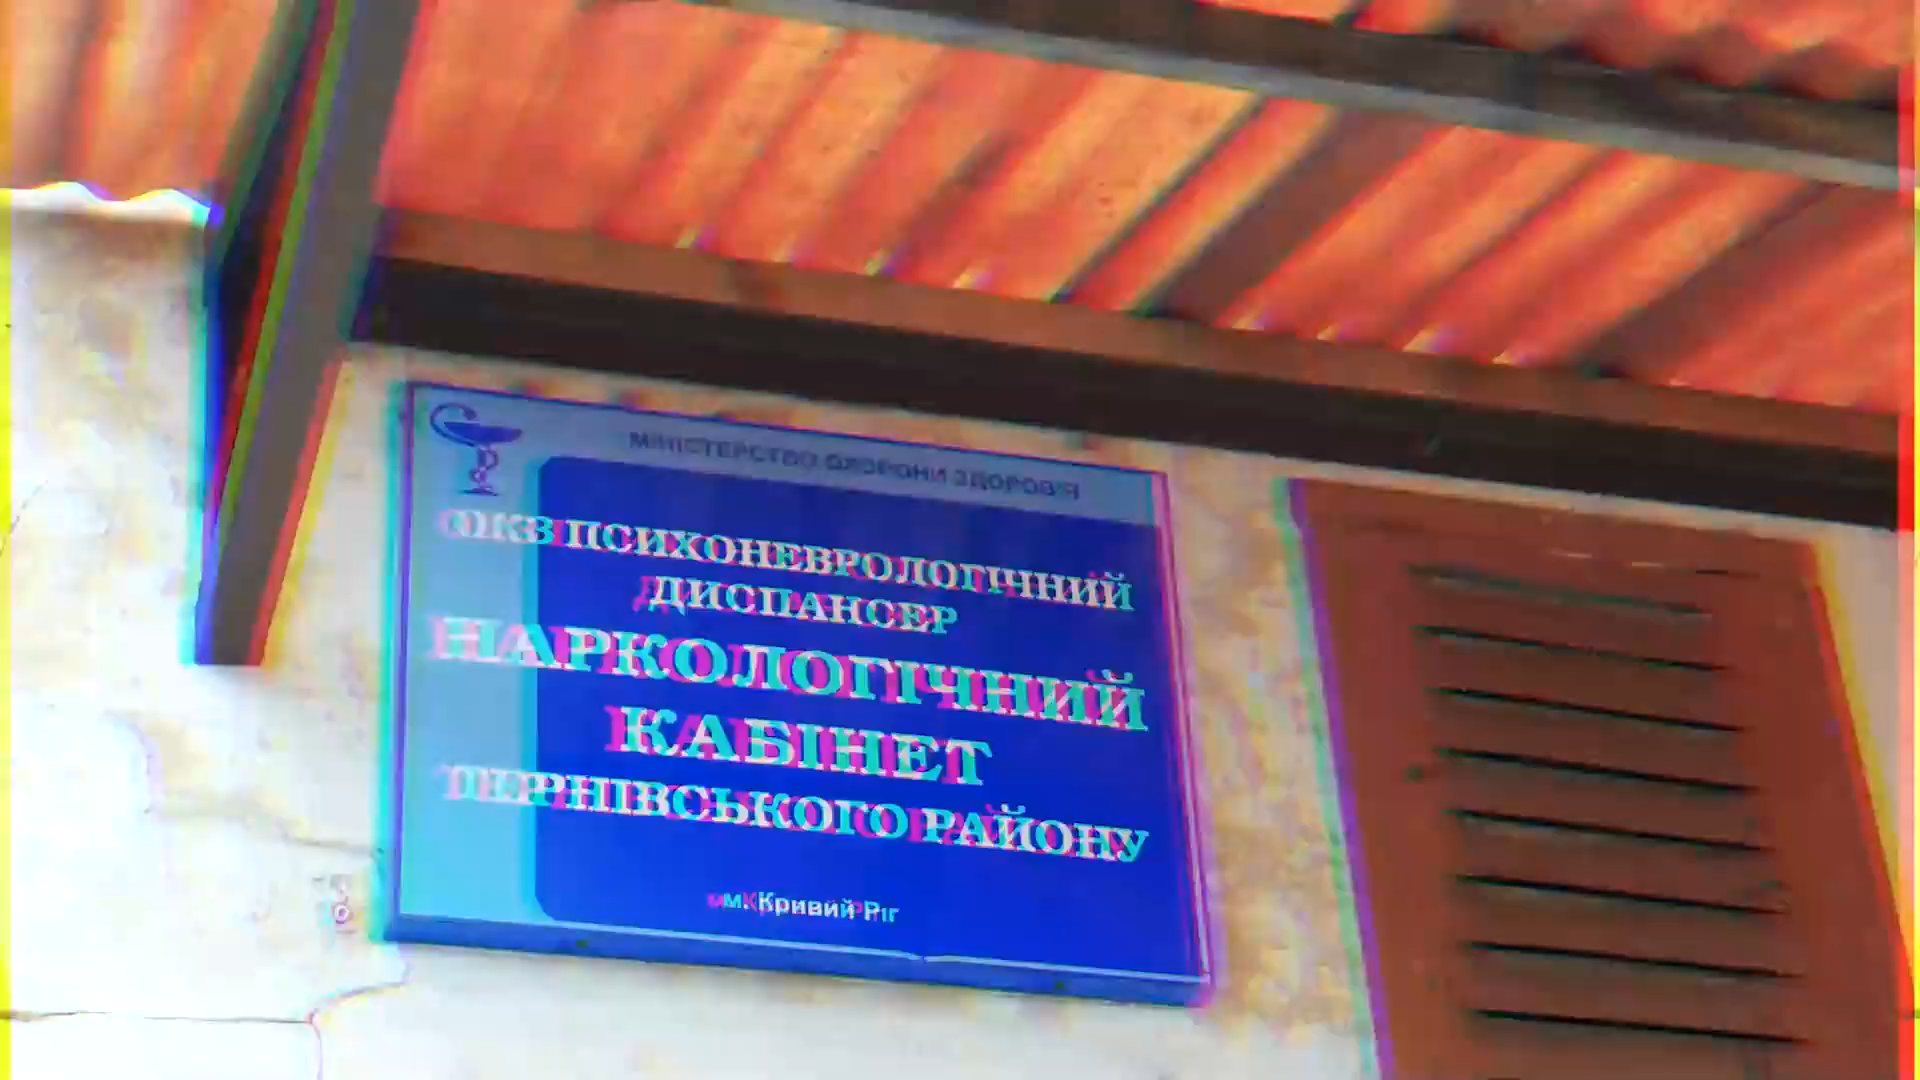 МІНІСТЕРСТВО ОХОРОНИ ЗДОРОВ'Я
ОКЗ ПСИХОНЕВРОЛОГІЧНИЙ
ДИСПАНСЕР
НАРКОЛОГІЧНИЙ
КАБІНЕТ
ТЕРНІВСЬКОГО РАЙОНУ
м. Кривий Ріг